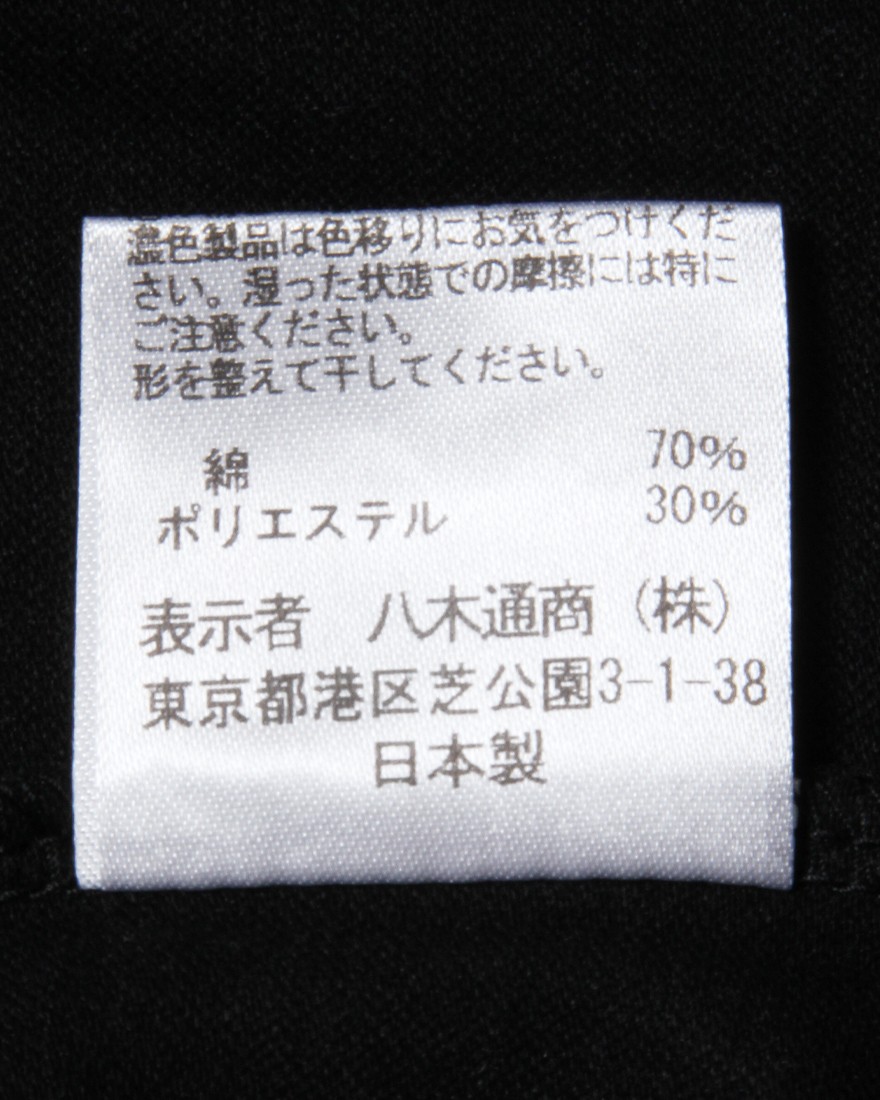 濃色製品は色移りにお気をつけくだ
さい。湿った状態での摩擦には特に
ご注意ください。
形を整えて干してください。
綿 70%
ポリエステル 30%
表示者 八木通商（株）
東京都港区芝公園3-1-38
日本製